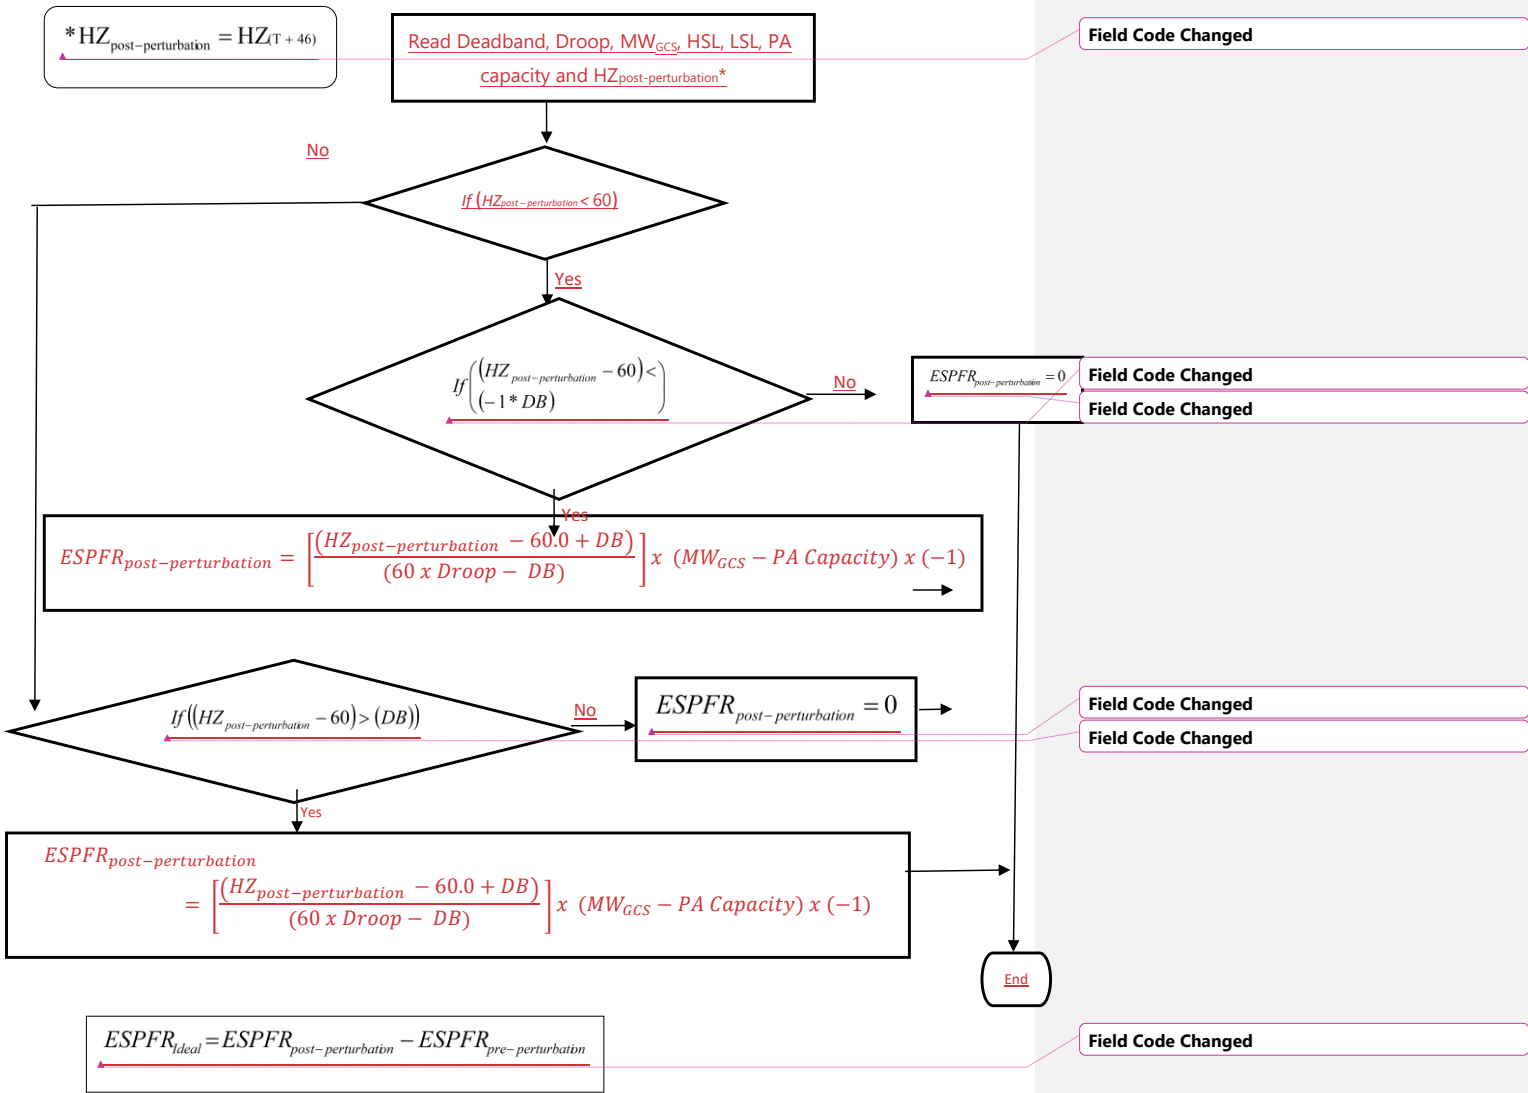 *HZpost−perturbation = HZ(T + 46)
Read Deadband, Droop, MWGCS, HSL, LSL, PA
capacity and HZpost-perturbation*
Field Code Changed
No
If (HZpost−perturbation < 60)
Yes
If((HZ post−perturbation − 60) <
(−1* DB))
No
ESPFRpost−perturbation = 0
Field Code Changed
Field Code Changed
Yes
ESPFRpost−perturbation = [(HZpost−perturbation − 60.0 + DB) / (60 x Droop − DB)] x (MWGCS − PA Capacity) x (−1)
If((HZ post−perturbation − 60) > (DB))
No
ESPFRpost−perturbation = 0
Field Code Changed
Field Code Changed
Yes
ESPFRpost−perturbation
= [(HZpost−perturbation − 60.0 + DB) / (60 x Droop − DB)] x (MWGCS − PA Capacity) x (−1)
End
ESPFRIdeal = ESPFRpost−perturbation − ESPFRpre−perturbation
Field Code Changed